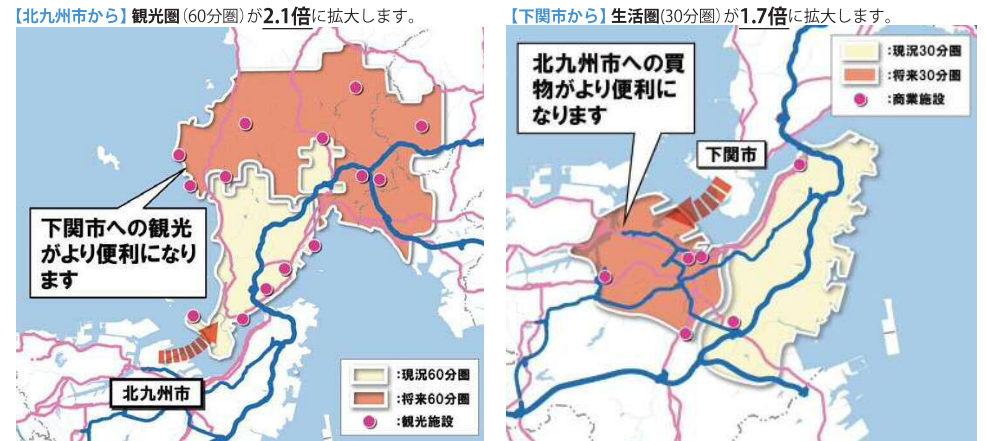 【北九州市から】観光圏(60分圏)が2.1倍に拡大します。
下関市への観光
がより便利になり
ます
北九州市
:現況60分圏
:将来60分圏
:観光施設
【下関市から】生活圏(30分圏)が1.7倍に拡大します。
北九州市への買
物がより便利に
なります
下関市
:現況30分圏
:将来30分圏
:商業施設